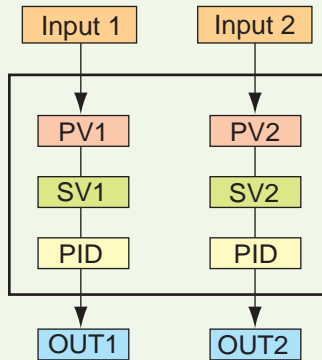 Input 1 Input 2
PV1 PV2
SV1 SV2
PID PID
OUT1 OUT2